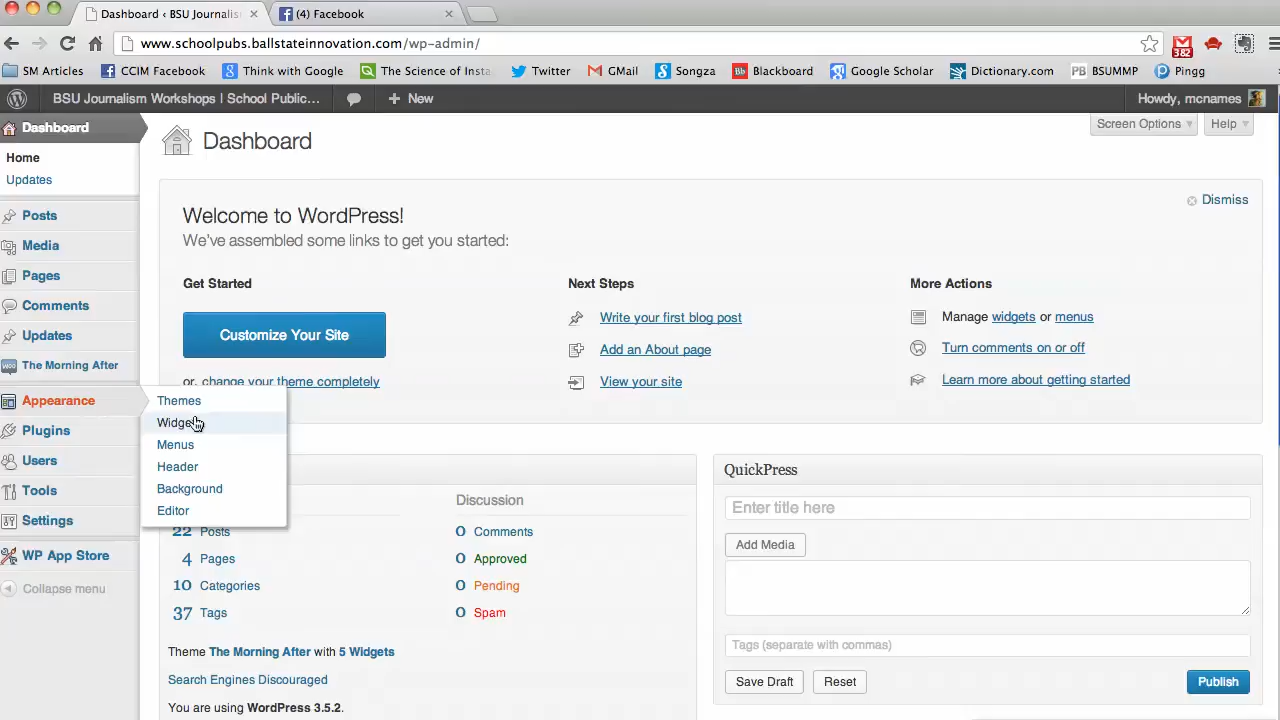 Dashboard ‹ BSU Journalis
(4) Facebook
www.schoolpubs.ballstateinnovation.com/wp-admin/
382
SM Articles CCIM Facebook Think with Google The Science of Insta Twitter GMail Songza Blackboard Google Scholar Dictionary.com BSUMMP Pingg
BSU Journalism Workshops | School Public... + New Howdy, mcnames
Dashboard
Home
Updates
Posts
Media
Pages
Comments
Updates
The Morning After
Appearance
Plugins
Users
Tools
Settings
WP App Store
Collapse menu
Themes
Menus
Header
Background
Editor
Screen Options Help
Dashboard
Dismiss
Welcome to WordPress!
We've assembled some links to get you started:
Get Started
Customize Your Site
or, change your theme completely
Next Steps
Write your first blog post
Add an About page
View your site
More Actions
Manage widgets or menus
Turn comments on or off
Learn more about getting started
22 Posts
4 Pages
10 Categories
37 Tags
Discussion
0 Comments
0 Approved
0 Pending
0 Spam
Theme The Morning After with 5 Widgets
Search Engines Discouraged
You are using WordPress 3.5.2.
QuickPress
Enter title here
Add Media
Tags (separate with commas)
Save Draft Reset Publish